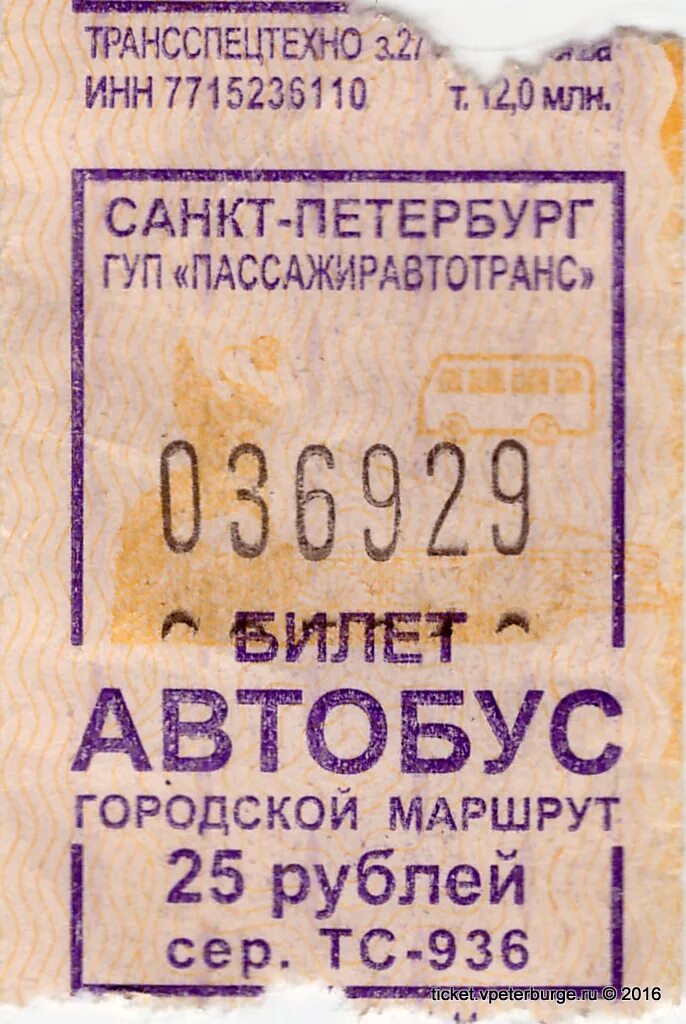 ТРАНССПЕЦТЕХНО з.27
ИНН 7715236110 т. 12,0 млн.
САНКТ-ПЕТЕРБУРГ
ГУП «ПАССАЖИРАВТОТРАНС»
036929
БИЛЕТ
АВТОБУС
ГОРОДСКОЙ МАРШРУТ
25 рублей
сер. ТС-936
ticket.vpeterburge.ru © 2016